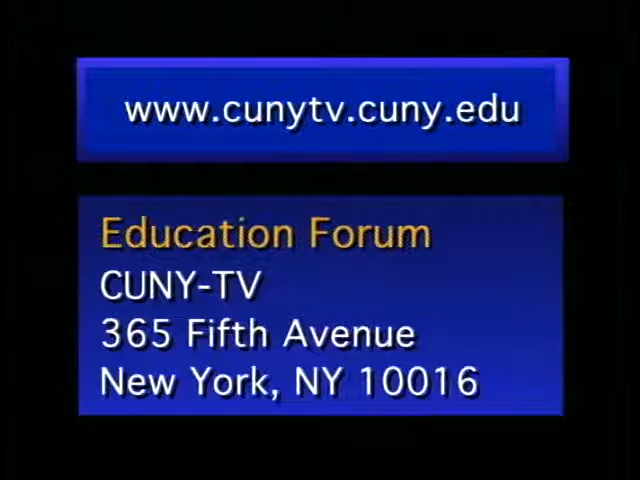 www.cunytv.cuny.edu
Education Forum
CUNY-TV
365 Fifth Avenue
New York, NY 10016